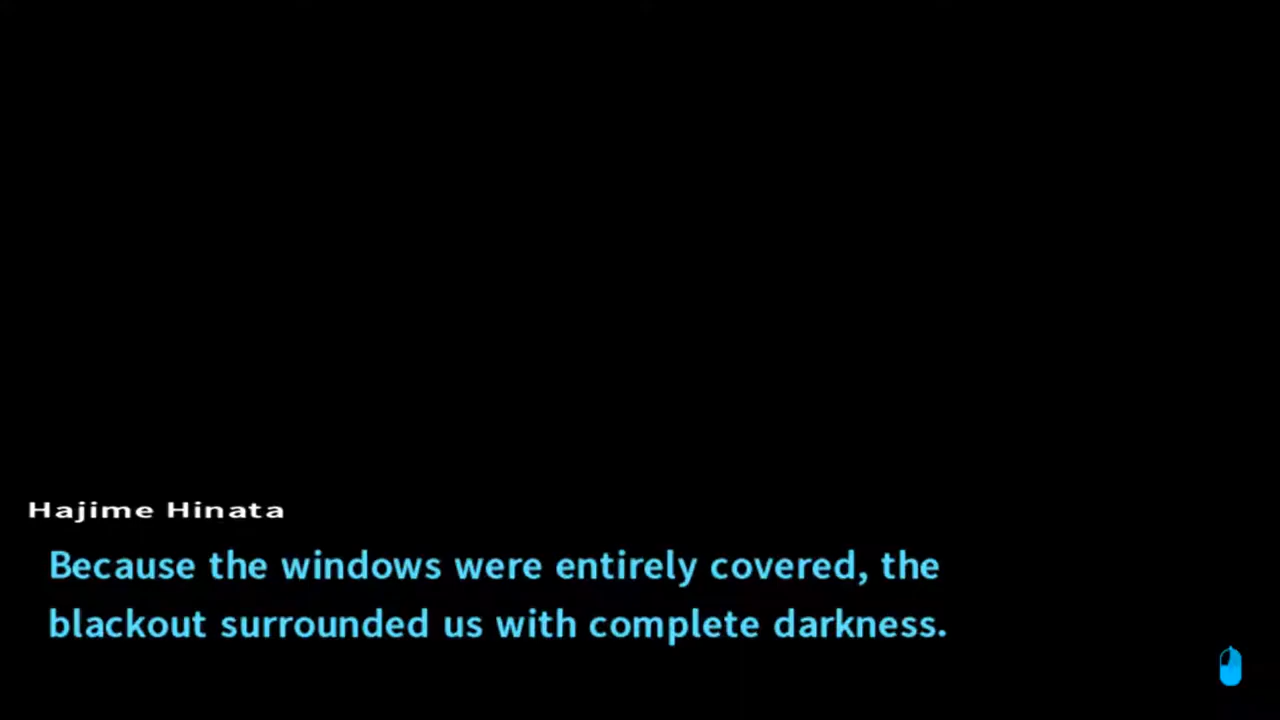 Hajime Hinata
Because the windows were entirely covered, the
blackout surrounded us with complete darkness.